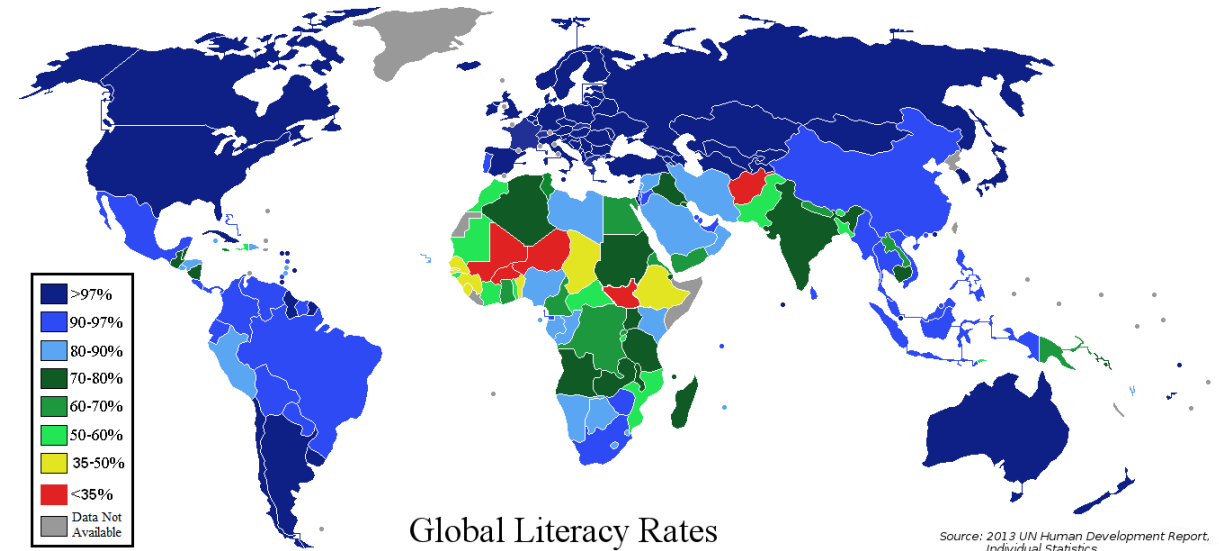 >97%
90-97%
80-90%
70-80%
60-70%
50-60%
35-50%
<35%
Data Not
Available
Global Literacy Rates
Source: 2013 UN Human Development Report,
Individual Statistics